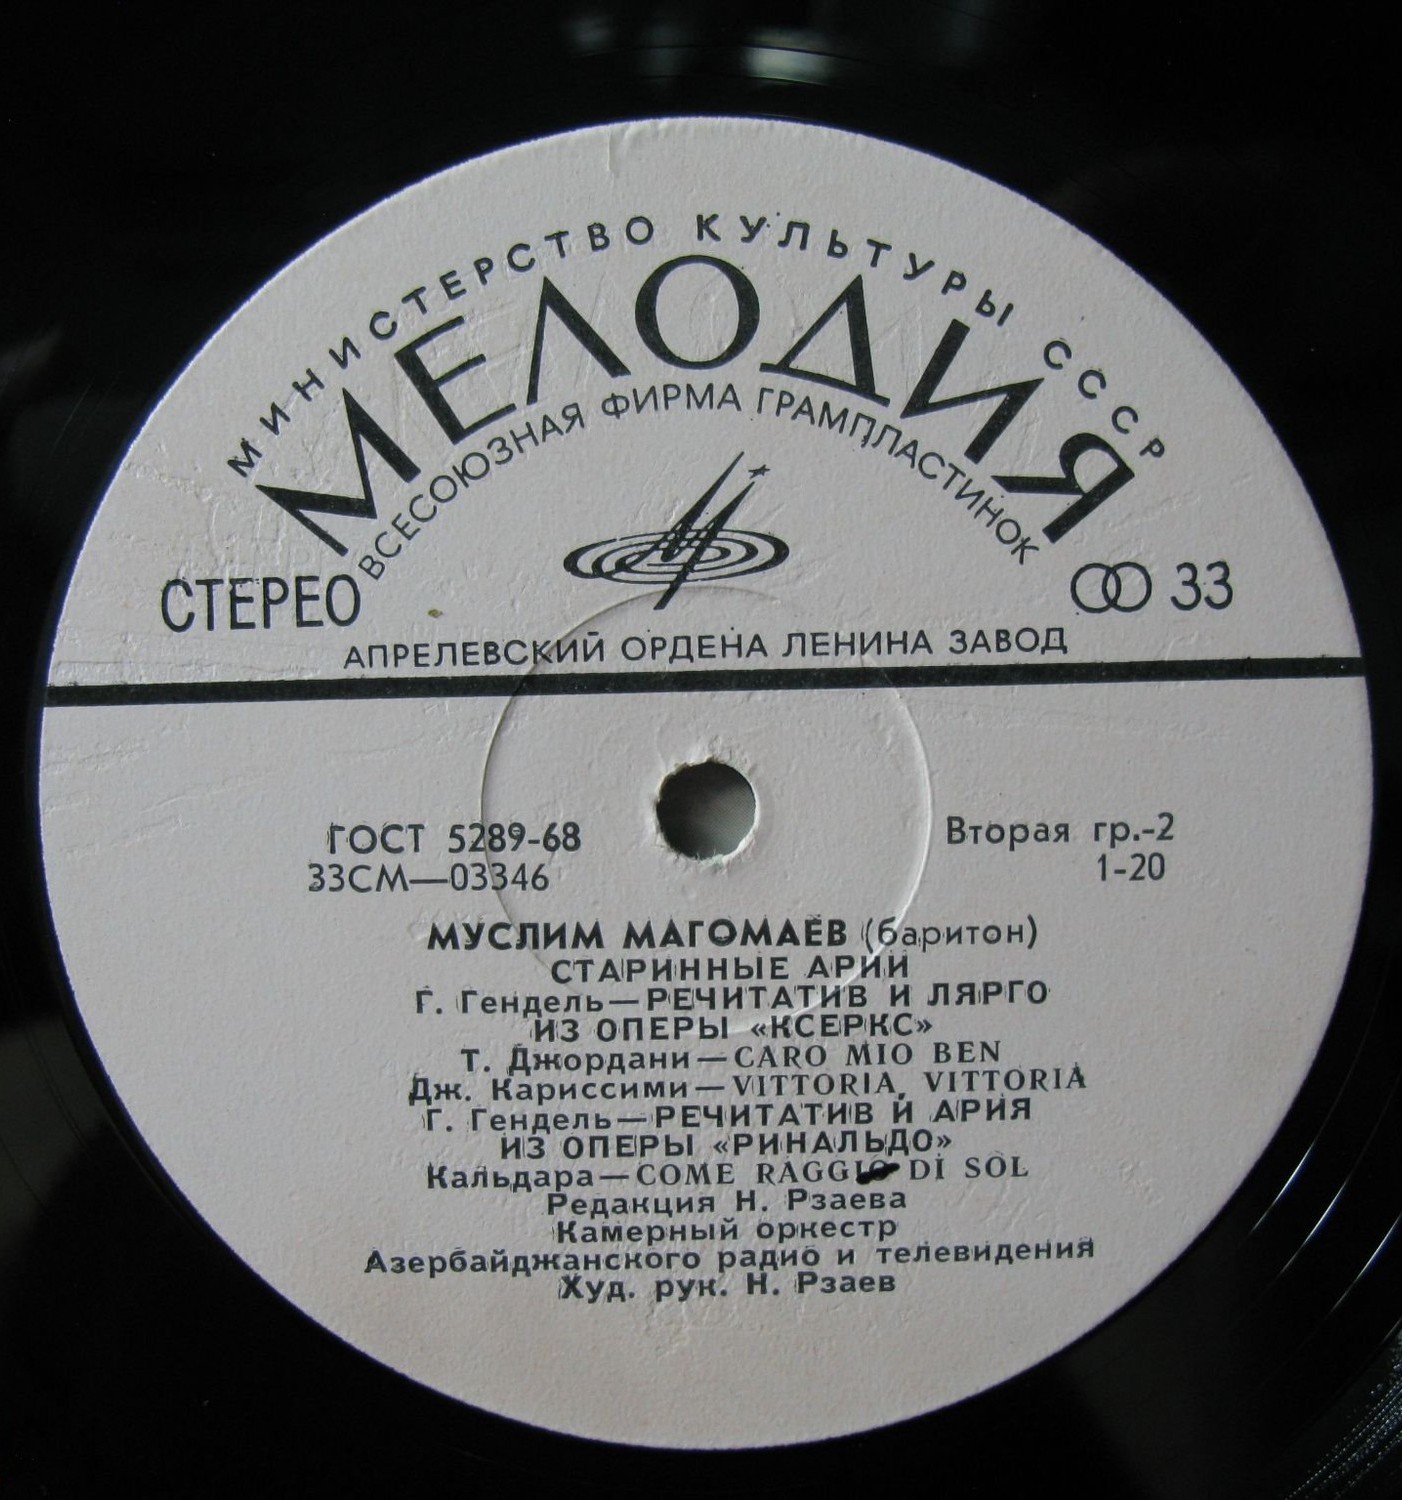 МИНИСТЕРСТВО КУЛЬТУРЫ СССР
МЕЛОДИЯ
ВСЕСОЮЗНАЯ ФИРМА ГРАМПЛАСТИНОК
СТЕРЕО
33
АПРЕЛЕВСКИЙ ОРДЕНА ЛЕНИНА ЗАВОД
ГОСТ 5289-68
Вторая гр.-2
33СМ—03346
1-20
МУСЛИМ МАГОМАЁВ (баритон)
СТАРИННЫЕ АРИИ
Г. Гендель—РЕЧИТАТИВ И ЛЯРГО
ИЗ ОПЕРЫ «КСЕРКС»
Т. Джордани—CARO MIO BEN
Дж. Кариссими—VITTORIA, VITTORIA
Г. Гендель—РЕЧИТАТИВ И АРИЯ
ИЗ ОПЕРЫ «РИНАЛЬДО»
Кальдара—COME RAGGIO DI SOL
Редакция Н. Рзаева
Камерный оркестр
Азербайджанского радио и телевидения
Худ. рук. Н. Рзаев